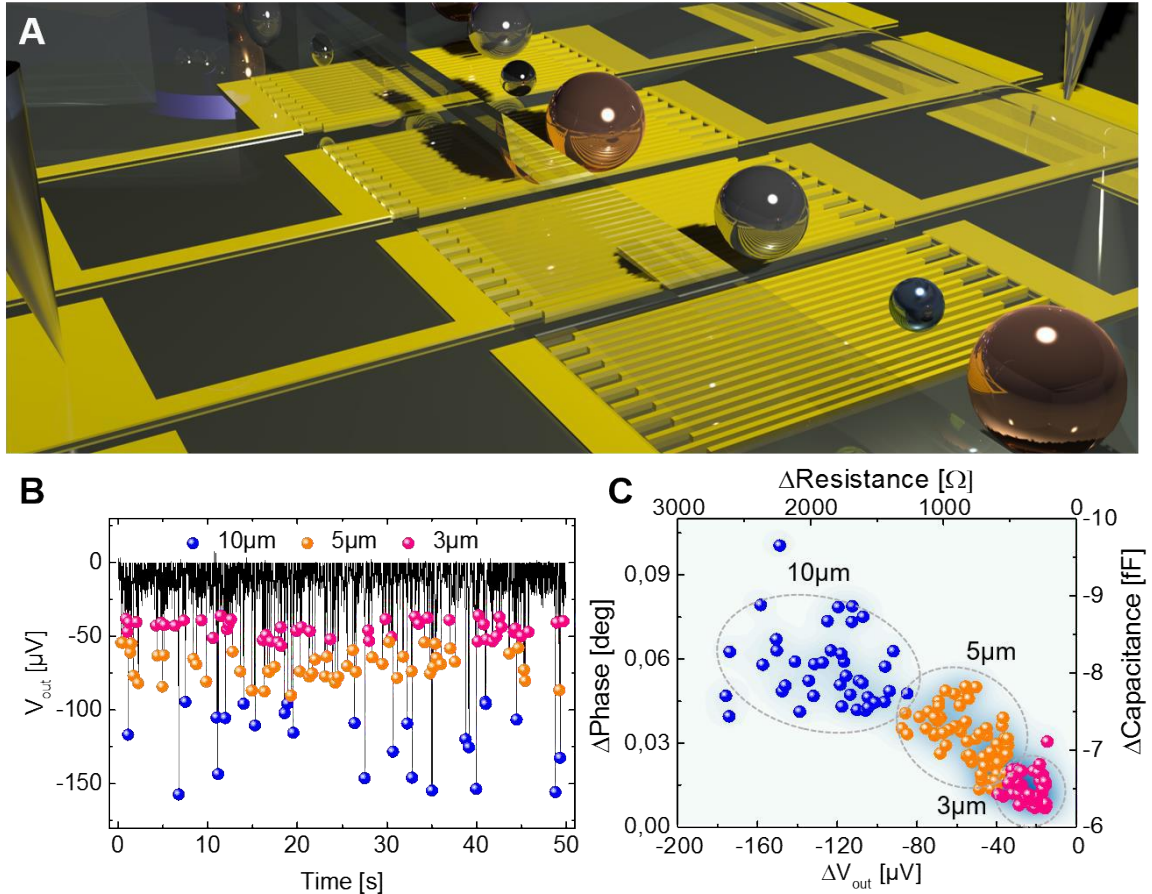 A
B
10µm 5µm 3µm
0
-50
-100
-150
V_out [µV]
0 10 20 30 40 50
Time [s]
C
ΔResistance [Ω]
3000 2000 1000 0
0,09
0,06
0,03
0,00
ΔPhase [deg]
10µm
5µm
3µm
-10
-9
-8
-7
-6
ΔCapacitance [fF]
-200 -160 -120 -80 -40 0
ΔV_out [µV]